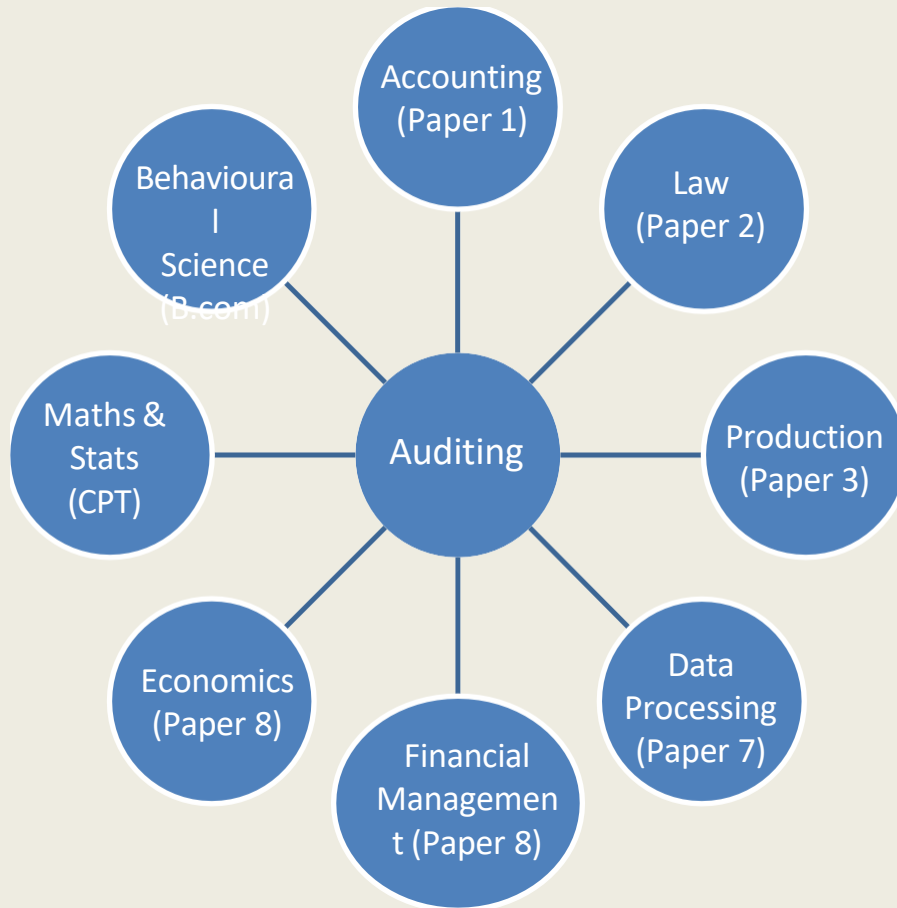 Accounting
(Paper 1)
Law
(Paper 2)
Production
(Paper 3)
Data
Processing
(Paper 7)
Financial
Managemen
t (Paper 8)
Economics
(Paper 8)
Maths &
Stats
(CPT)
Behavioura
l
Science
(B.com)
Auditing